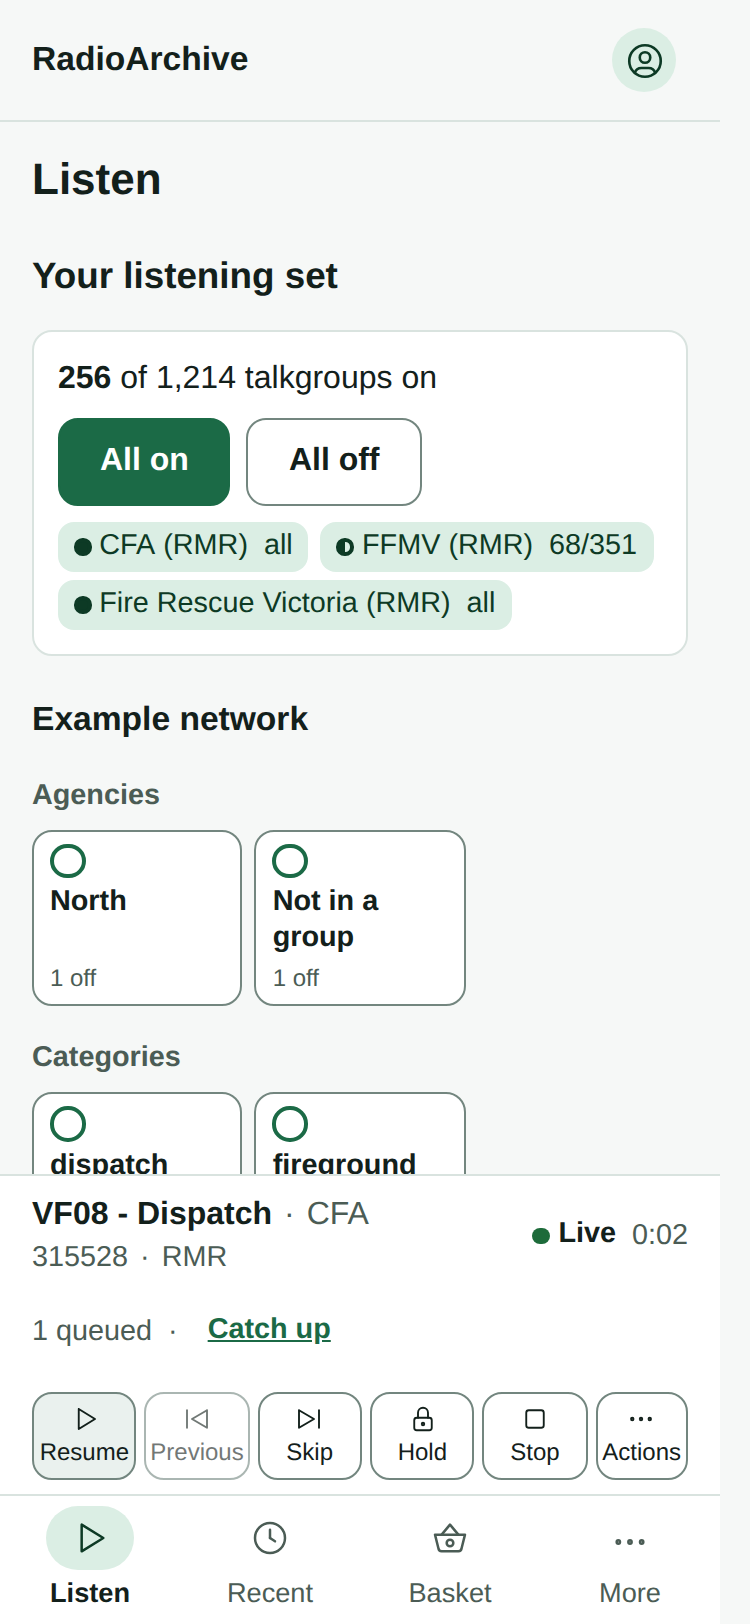 RadioArchive
Listen
Your listening set
256 of 1,214 talkgroups on
All on All off
CFA (RMR) all FFMV (RMR) 68/351
Fire Rescue Victoria (RMR) all
Example network
Agencies
North
1 off
Not in a
group
1 off
Categories
dispatch fireground
VF08 - Dispatch · CFA
315528 · RMR
Live 0:02
1 queued · Catch up
Resume Previous Skip Hold Stop Actions
Listen Recent Basket More